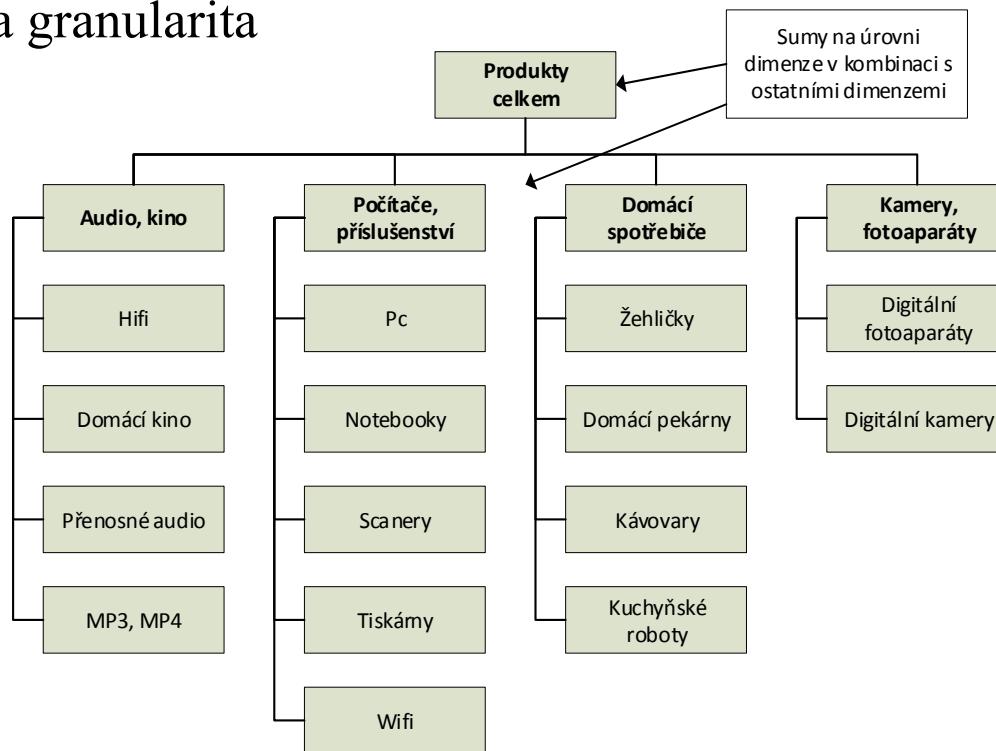 a granularita
Sumy na úrovni
dimenze v kombinaci s
ostatními dimenzemi
Produkty
celkem
Audio, kino
Hifi
Domácí kino
Přenosné audio
MP3, MP4
Počítače,
příslušenství
Pc
Notebooky
Scanery
Tiskárny
Wifi
Domácí
spotřebiče
Žehličky
Domácí pekárny
Kávovary
Kuchyňské
roboty
Kamery,
fotoaparáty
Digitální
fotoaparáty
Digitální kamery